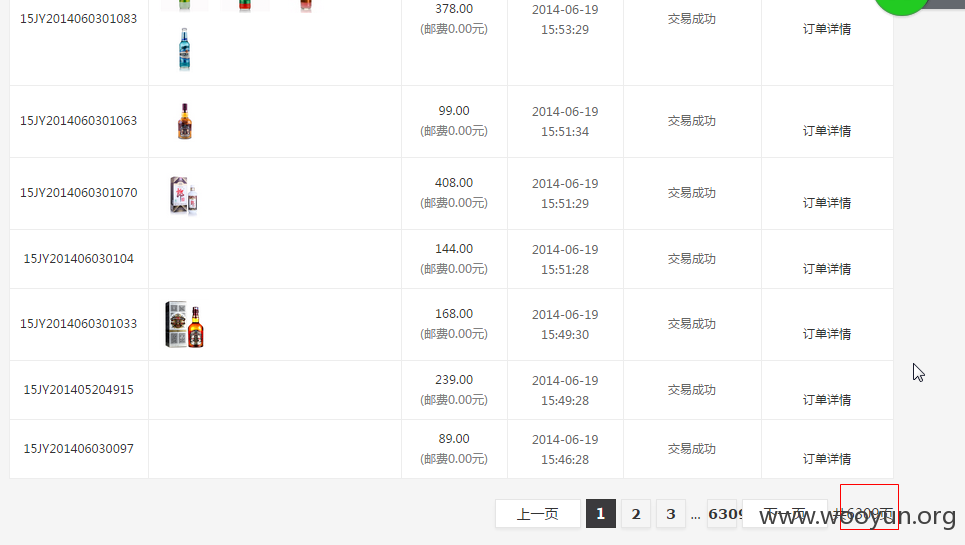 15JY2014060301083 378.00 2014-06-19 交易成功
(邮费0.00元) 15:53:29 订单详情
15JY2014060301063 99.00 2014-06-19 交易成功
(邮费0.00元) 15:51:34 订单详情
15JY2014060301070 408.00 2014-06-19 交易成功
(邮费0.00元) 15:51:29 订单详情
15JY201406030104 144.00 2014-06-19 交易成功
(邮费0.00元) 15:51:28 订单详情
15JY2014060301033 168.00 2014-06-19 交易成功
(邮费0.00元) 15:49:30 订单详情
15JY201405204915 239.00 2014-06-19 交易成功
(邮费0.00元) 15:49:28 订单详情
15JY201406030097 89.00 2014-06-19 交易成功
(邮费0.00元) 15:46:28 订单详情
上一页 1 2 3 ... 6309 下一页 共6309页
www.wooyun.org